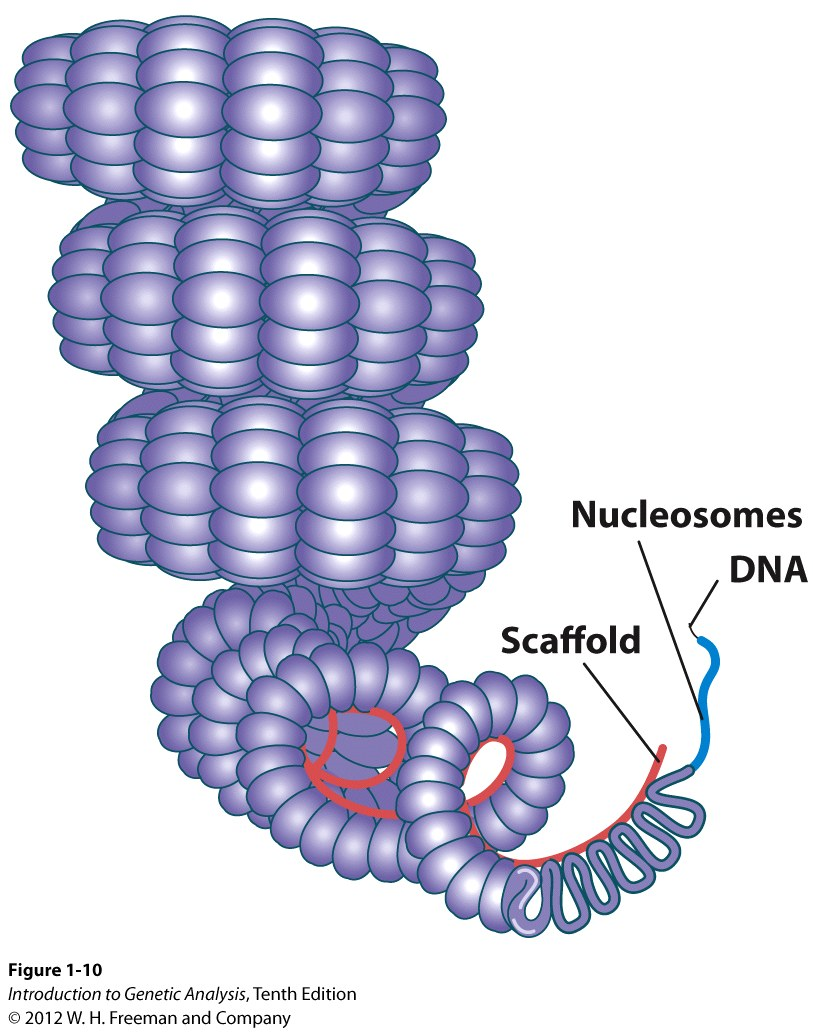 Nucleosomes
DNA
Scaffold
Figure 1-10
Introduction to Genetic Analysis, Tenth Edition
© 2012 W. H. Freeman and Company